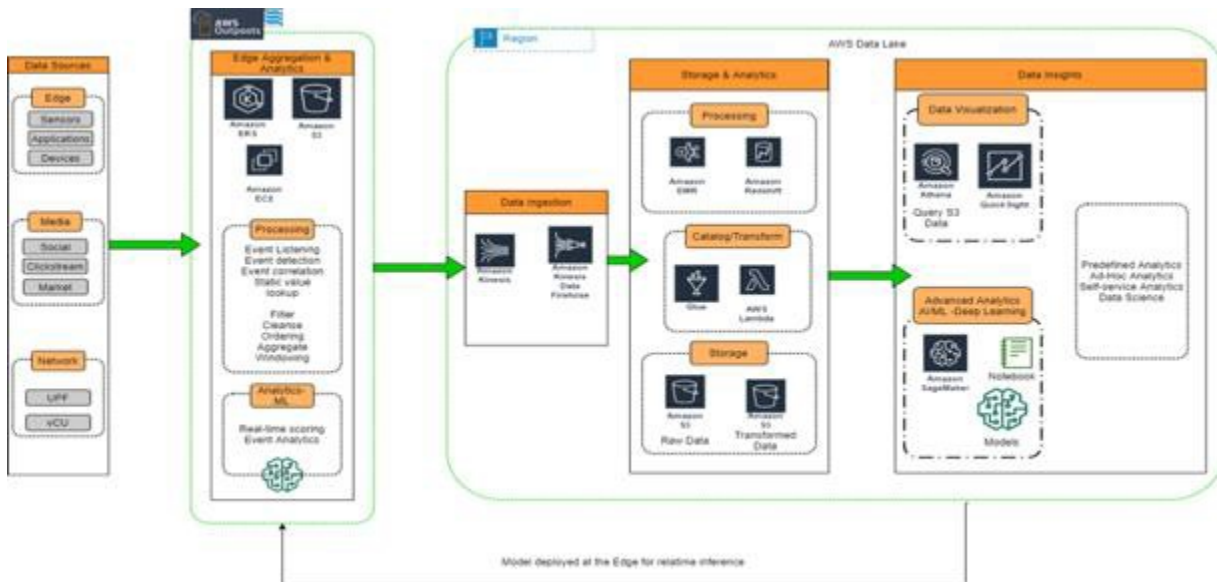 aws
Outposts
Region
AWS Data Lane
Data Sources
Edge
Sensors
Applications
Devices
Media
Social
Clickstream
Market
Network
UPF
vCU
Edge Aggregation &
Analytics
Amazon
EKS
Amazon
S3
Amazon
EC2
Processing
Event Listening
Event detection
Event correlation
Static value
lookup
Filter
Cleanse
Ordering
Aggregate
Windowing
Analytics-
ML
Real-time scoring
Event Analytics
Data Ingestion
Amazon
Kinesis
Amazon
Kinesis
Data
Firehose
Storage & Analytics
Processing
Amazon
EMR
Amazon
Redshift
Catalog/Transform
Glue
AWS
Lambda
Storage
Amazon
S3
Raw Data
Amazon
S3
Transformed
Data
Data Insights
Data Visualization
Amazon
Athena
Query S3
Data
Amazon
Quick Sight
Advanced Analytics
AI/ML -Deep Learning
Amazon
SageMaker
Notebook
Models
Predefined Analytics
Ad-Hoc Analytics
Self-service Analytics
Data Science
Model deployed at the Edge for relatime inference